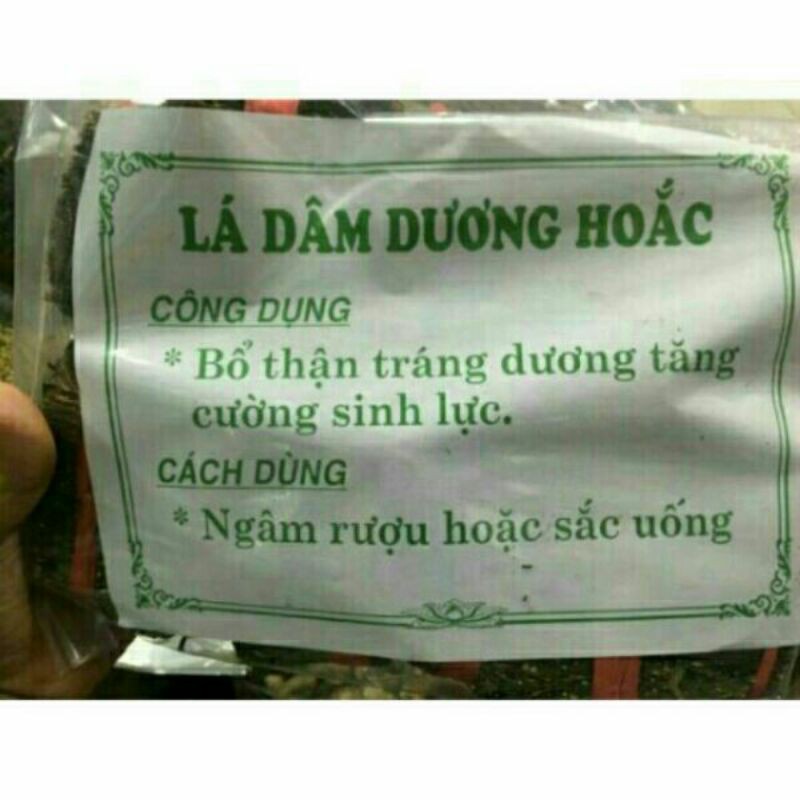 LÁ DÂM DƯƠNG HOẮC
CÔNG DỤNG
* Bổ thận tráng dương tăng
cường sinh lực.
CÁCH DÙNG
* Ngâm rượu hoặc sắc uống